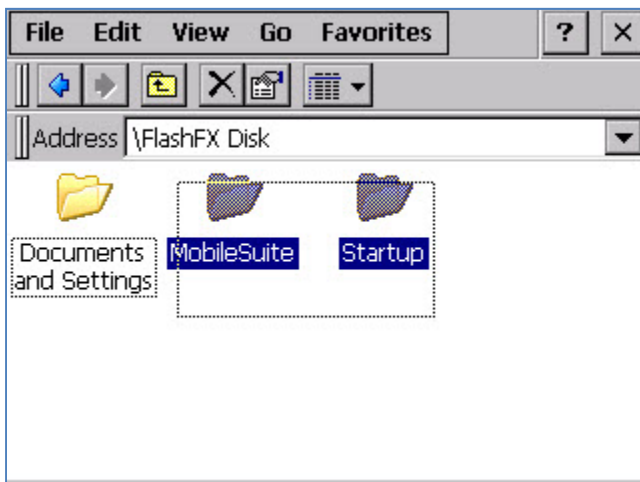 File Edit View Go Favorites ? ×
Address \FlashFX Disk
Documents and Settings
MobileSuite
Startup